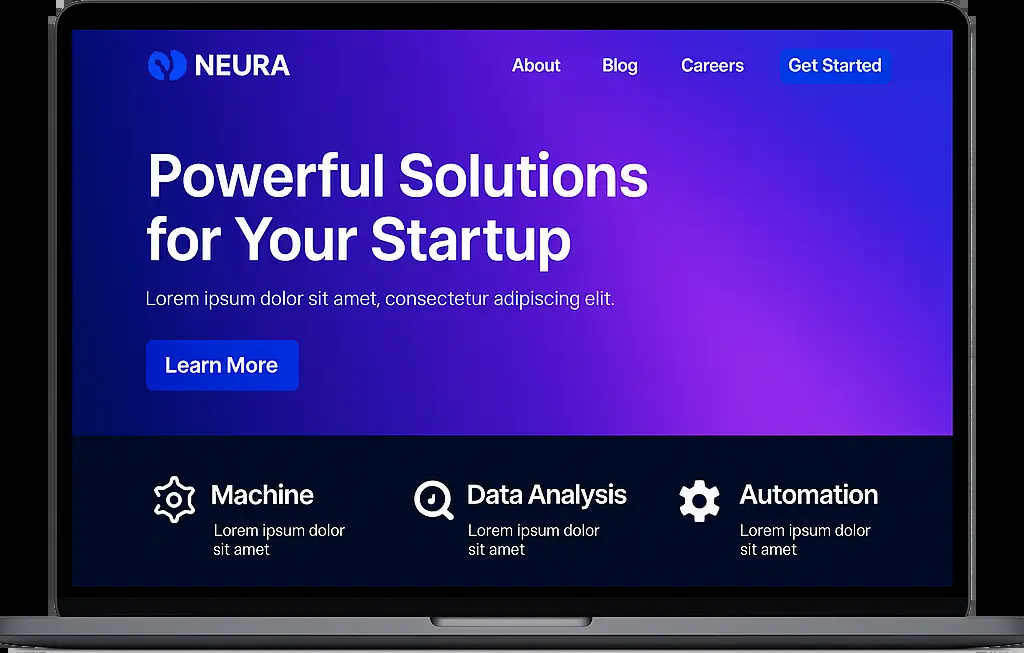 NEURA
About
Blog
Careers
Get Started
Powerful Solutions
for Your Startup
Lorem ipsum dolor sit amet, consectetur adipiscing elit.
Learn More
Machine
Lorem ipsum dolor
sit amet
Data Analysis
Lorem ipsum dolor
sit amet
Automation
Lorem ipsum dolor
sit amet